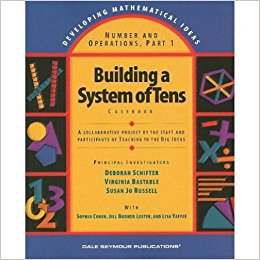 DEVELOPING MATHEMATICAL IDEAS
NUMBER AND
OPERATIONS, PART 1
Building a
System of Tens
CASEBOOK
A COLLABORATIVE PROJECT BY THE STAFF AND
PARTICIPANTS OF TEACHING TO THE BIG IDEAS
PRINCIPAL INVESTIGATORS
DEBORAH SCHIFTER
VIRGINIA BASTABLE
SUSAN JO RUSSELL
WITH
SOPHIA COHEN, JILL BODNER LESTER, AND LISA YAFFEE
DALE SEYMOUR PUBLICATIONS®